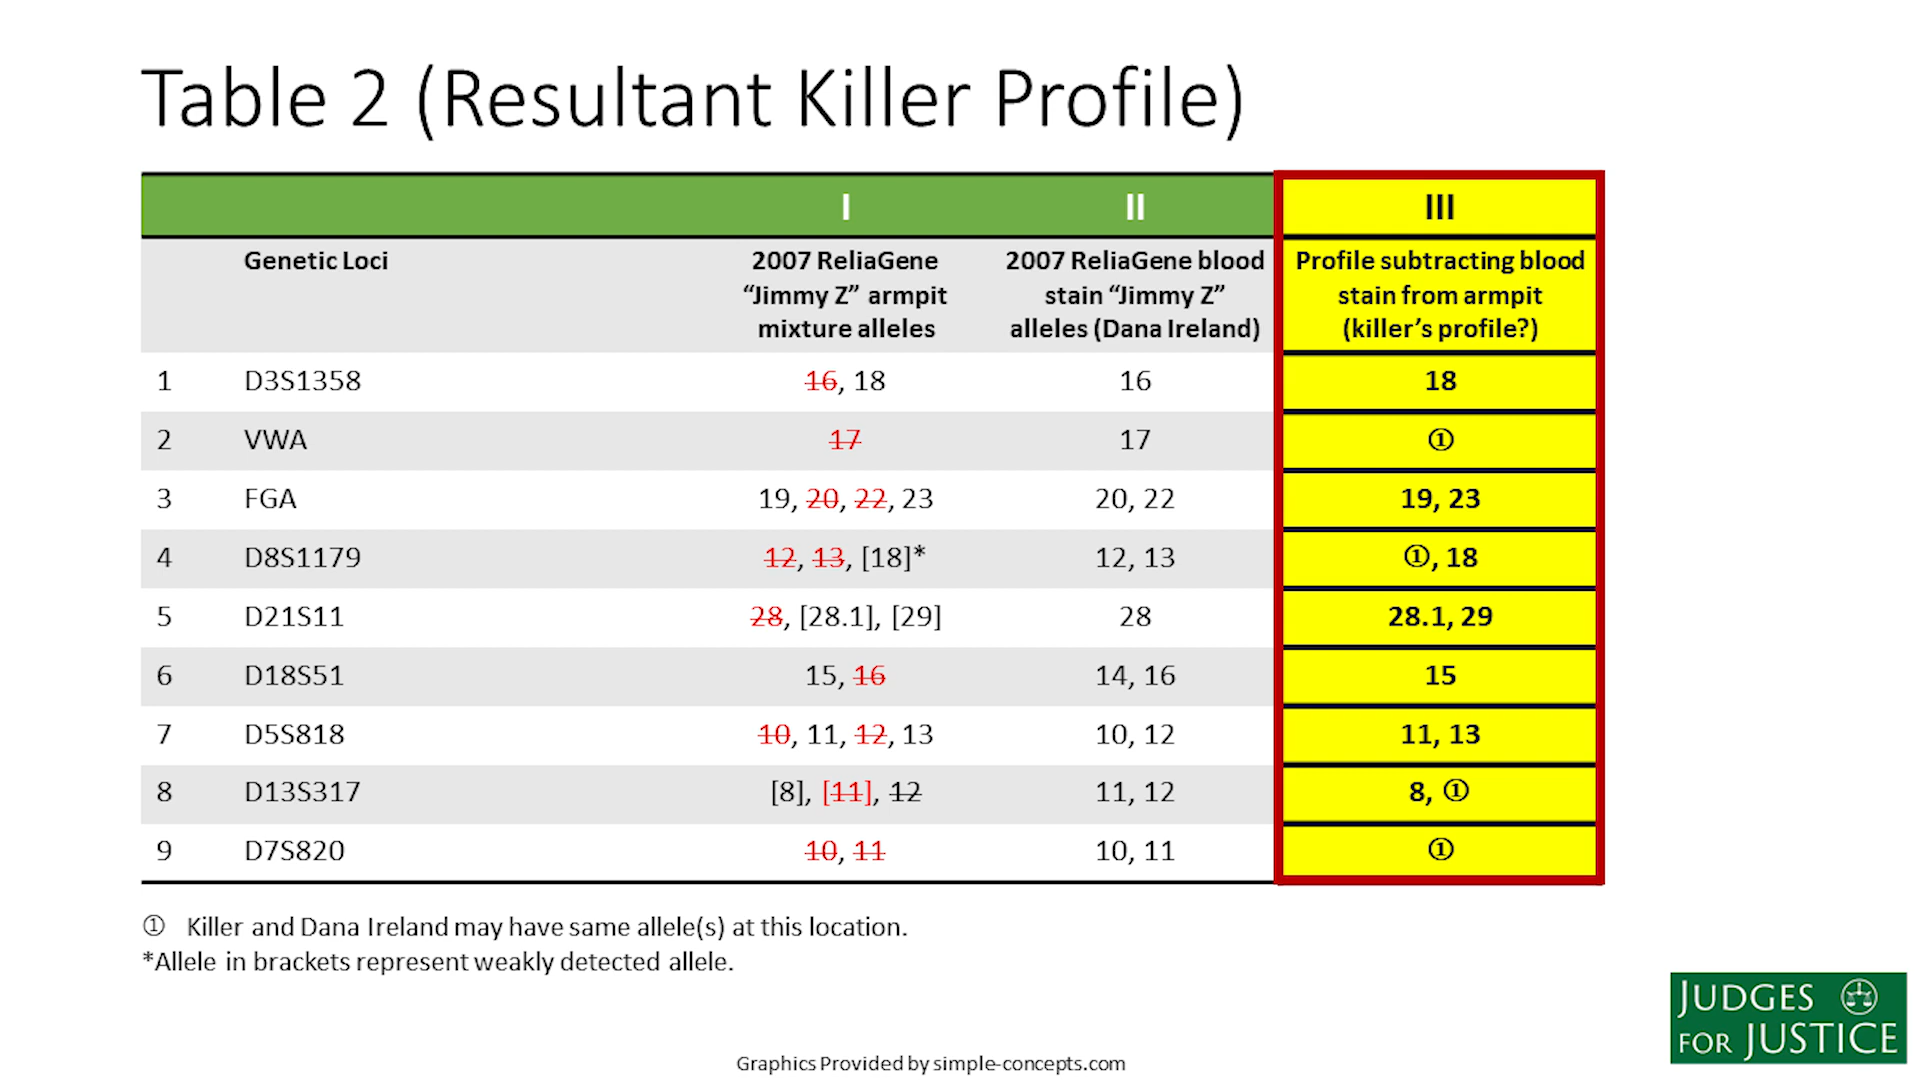 Table 2 (Resultant Killer Profile)
I II III
Genetic Loci 2007 ReliaGene 2007 ReliaGene blood Profile subtracting blood
“Jimmy Z” armpit stain “Jimmy Z” stain from armpit
mixture alleles alleles (Dana Ireland) (killer’s profile?)
1 D3S1358 16, 18 16 18
2 VWA 17 17 ①
3 FGA 19, 20, 22, 23 20, 22 19, 23
4 D8S1179 12, 13, [18]* 12, 13 ①, 18
5 D21S11 28, [28.1], [29] 28 28.1, 29
6 D18S51 15, 16 14, 16 15
7 D5S818 10, 11, 12, 13 10, 12 11, 13
8 D13S317 [8], [11], 12 11, 12 8, ①
9 D7S820 10, 11 10, 11 ①
① Killer and Dana Ireland may have same allele(s) at this location.
*Allele in brackets represent weakly detected allele.
JUDGES
FOR JUSTICE
Graphics Provided by simple-concepts.com